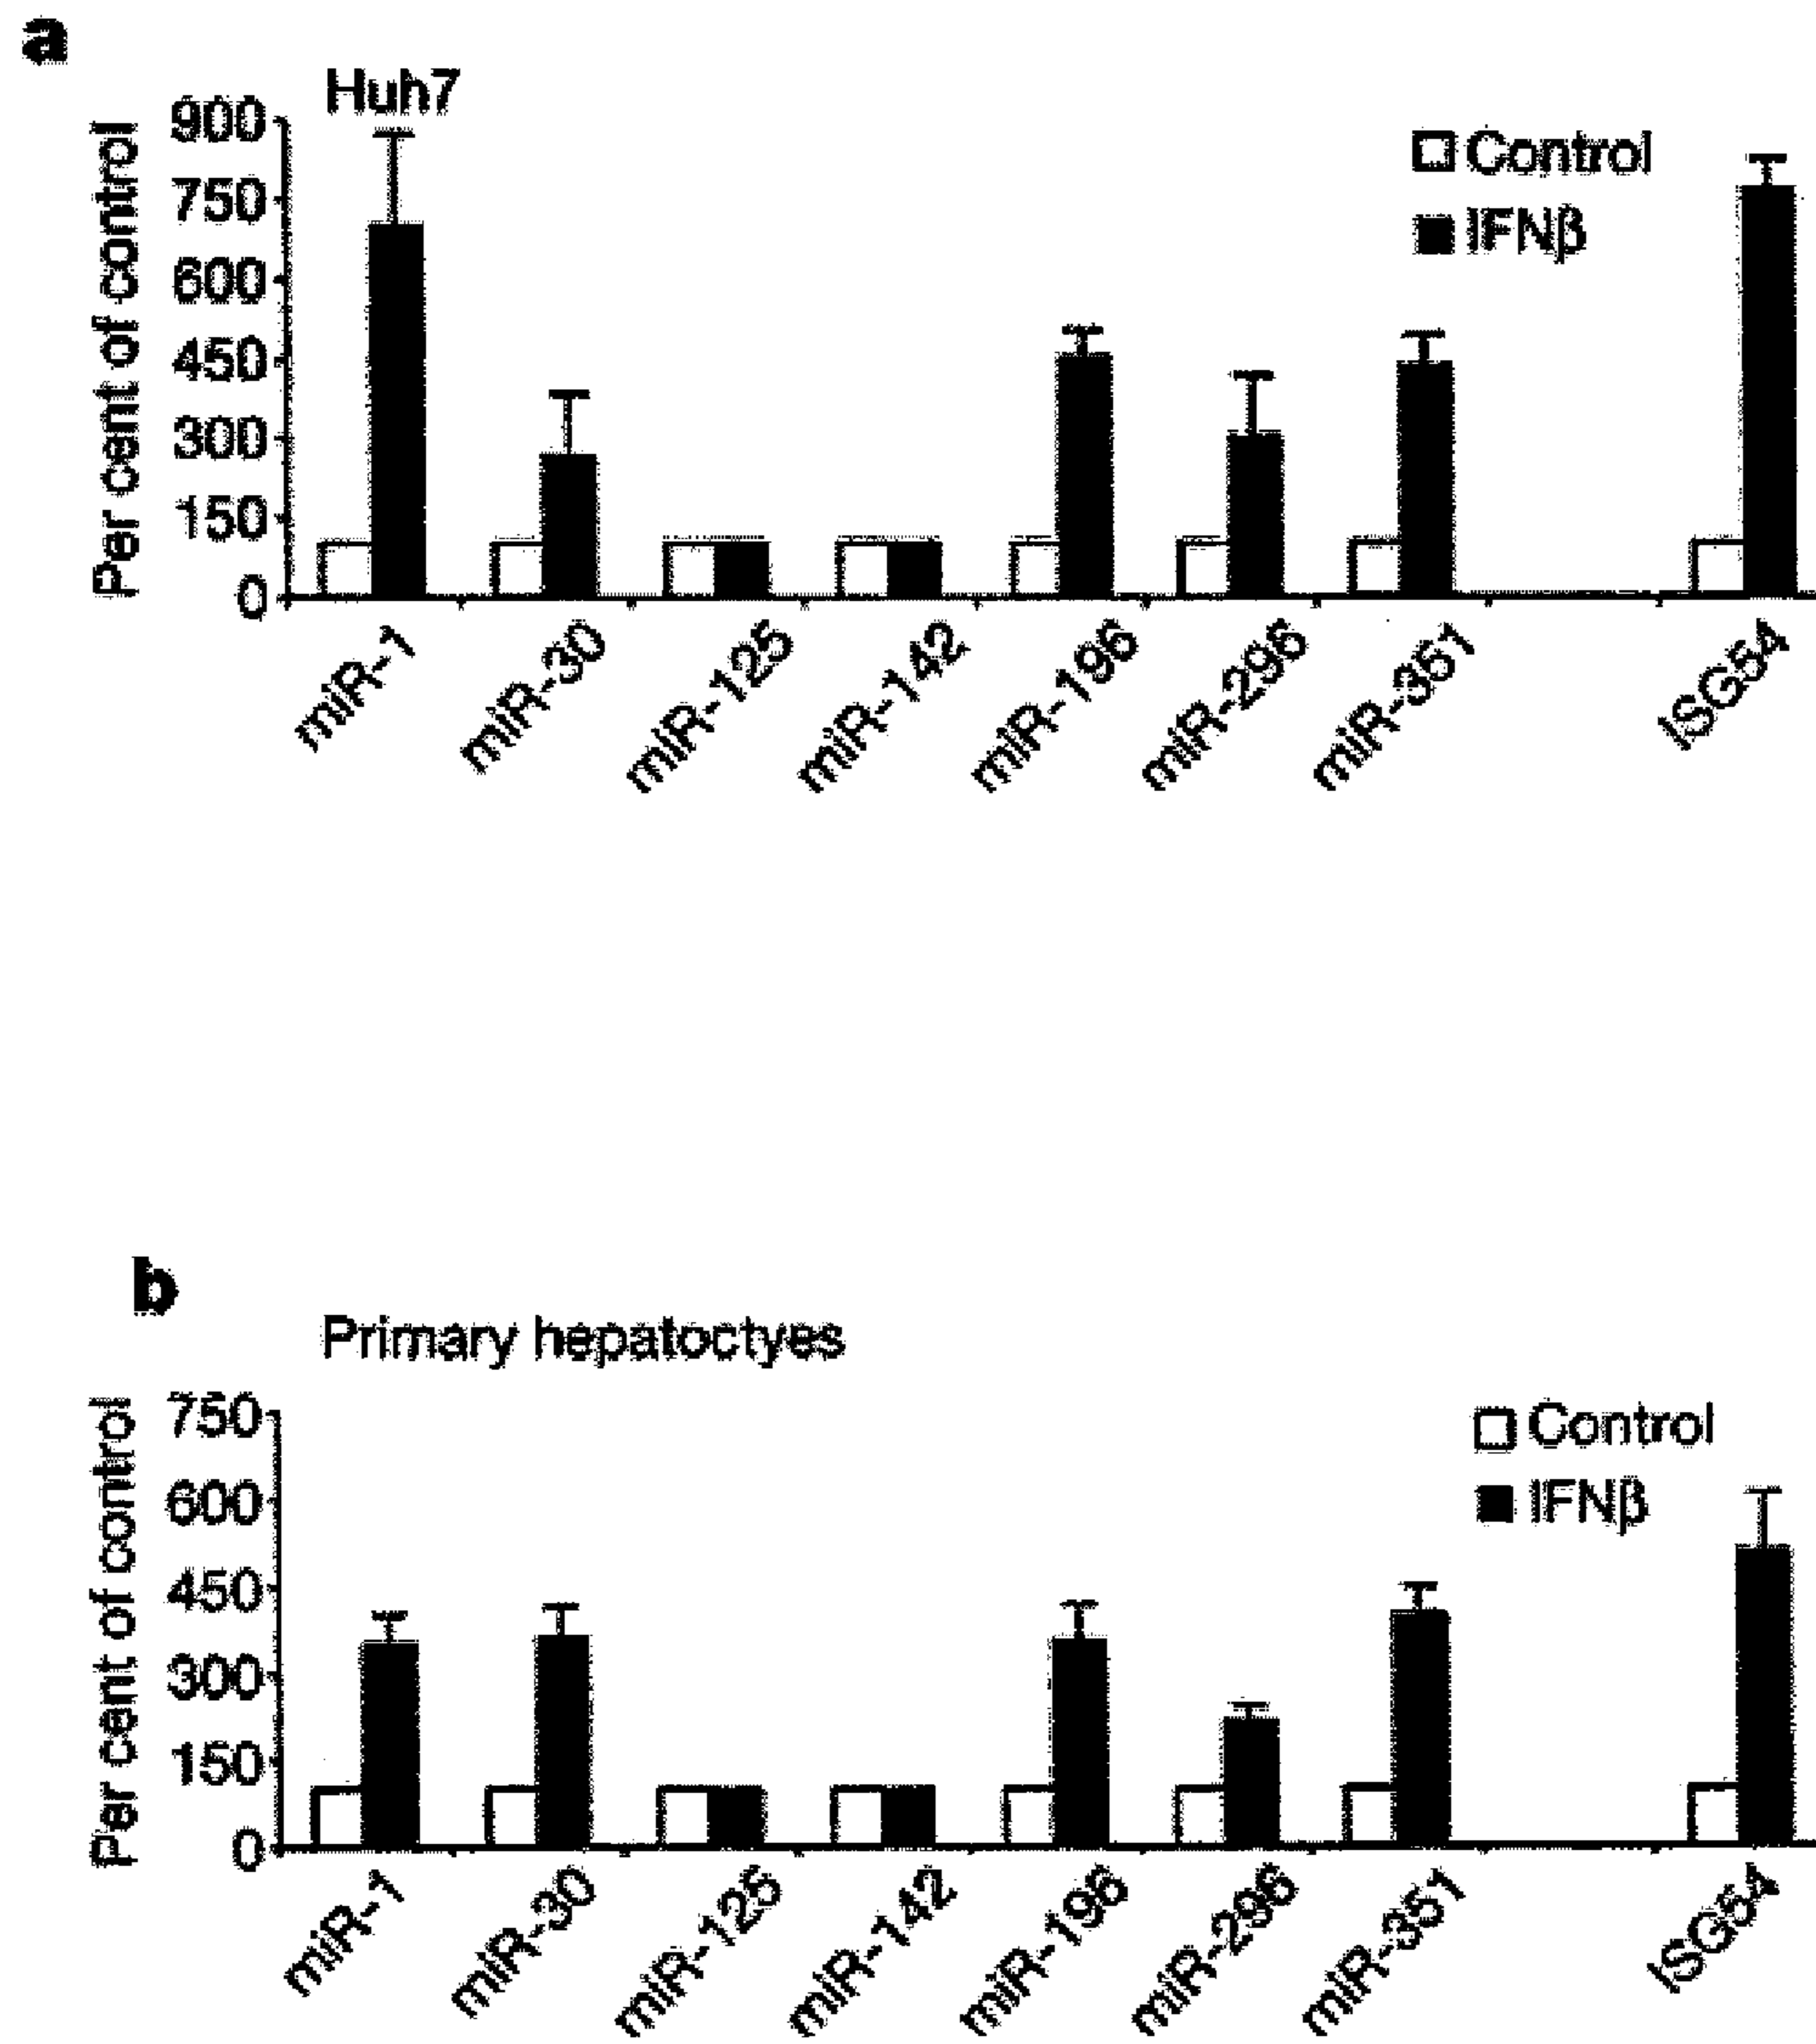 a
Huh7
Per cent of control
900
750
600
450
300
150
0
Control
IFNβ
miR-1
miR-30
miR-125
miR-142
miR-196
miR-296
miR-351
ISG54
b
Primary hepatoctyes
Per cent of control
750
600
450
300
150
0
Control
IFNβ
miR-1
miR-30
miR-125
miR-142
miR-196
miR-296
miR-351
ISG54